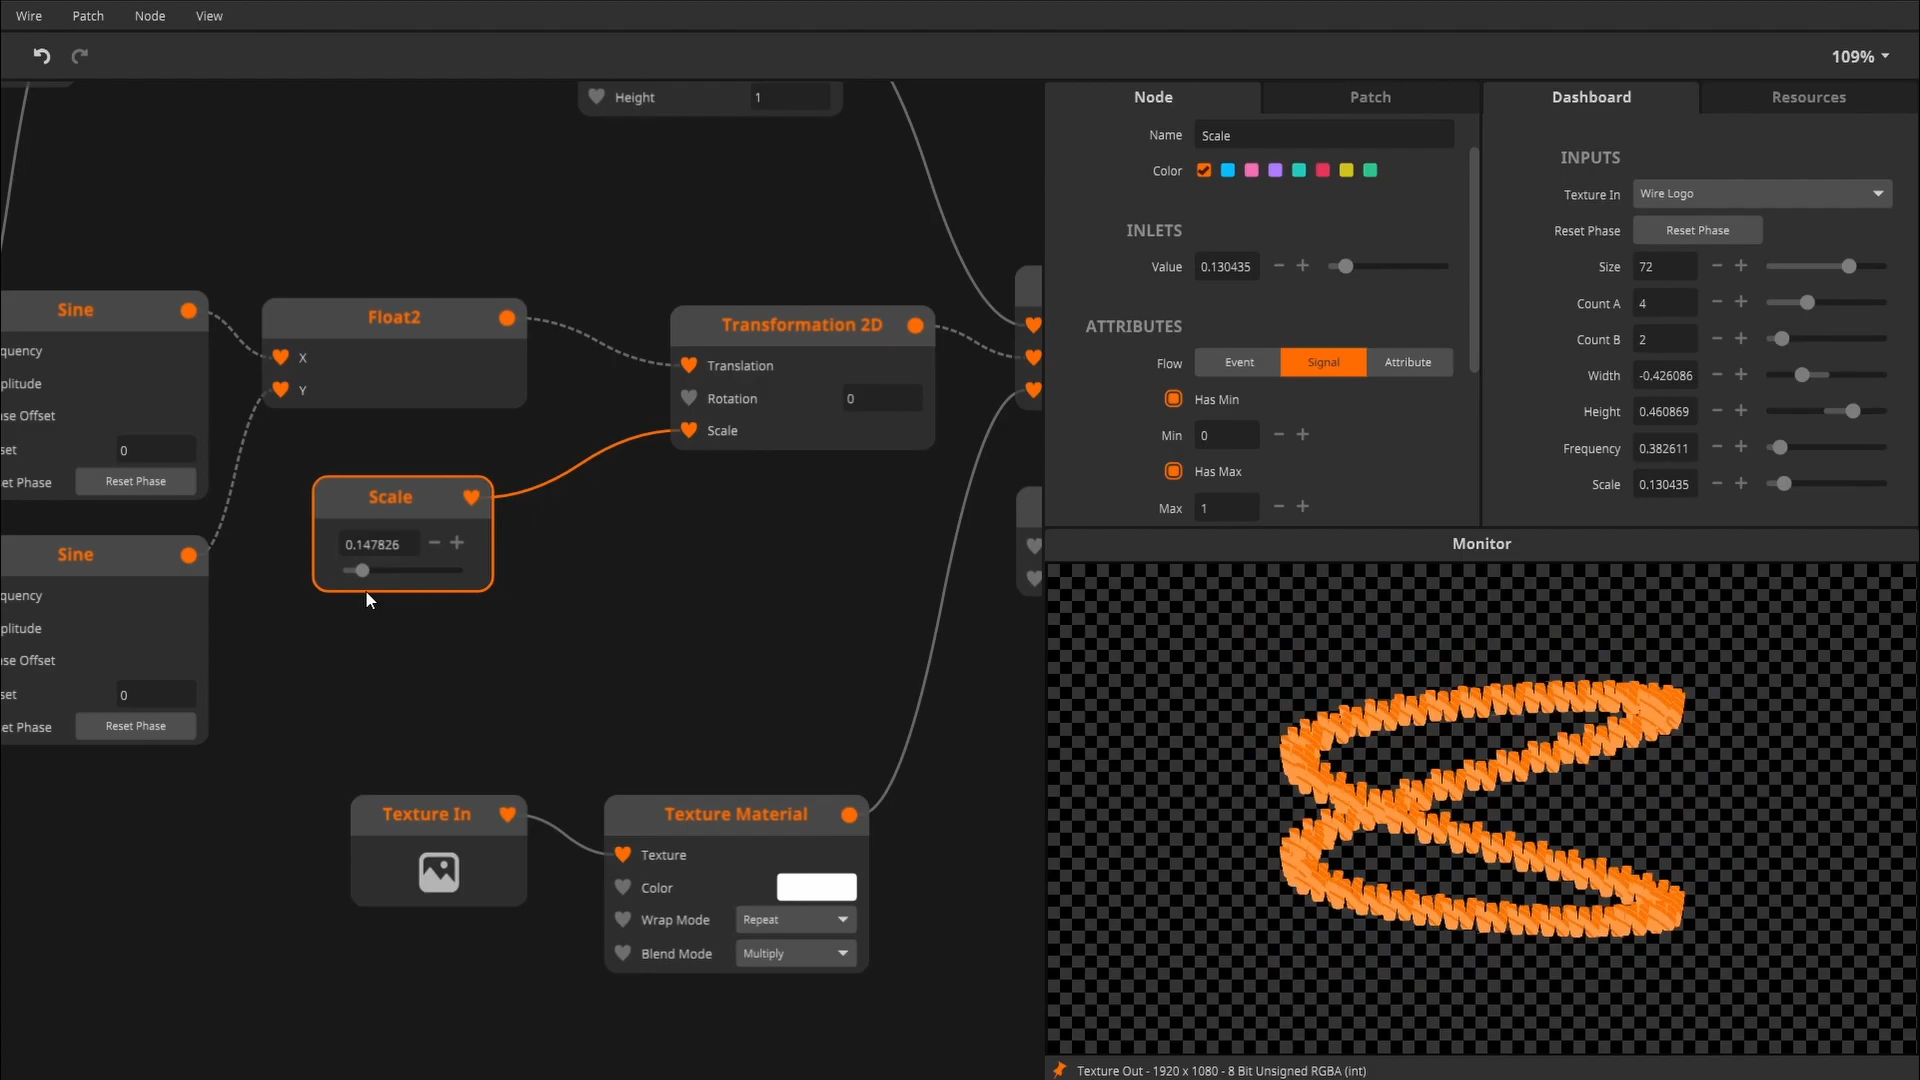 Wire Patch Node View
109%
Height 1
Sine
quency
plitude
se Offset
set 0
et Phase Reset Phase
Float2
X
Y
Transformation 2D
Translation
Rotation 0
Scale
Scale
0.147826
Sine
quency
plitude
se Offset
set 0
et Phase Reset Phase
Texture In
Texture Material
Texture
Color
Wrap Mode Repeat
Blend Mode Multiply
Node Patch
Name Scale
Color
INLETS
Value 0.130435
ATTRIBUTES
Flow Event Signal Attribute
Has Min
Min 0
Has Max
Max 1
Dashboard Resources
INPUTS
Texture In Wire Logo
Reset Phase Reset Phase
Size 72
Count A 4
Count B 2
Width -0.426086
Height 0.460869
Frequency 0.382611
Scale 0.130435
Monitor
Texture Out - 1920 x 1080 - 8 Bit Unsigned RGBA (int)